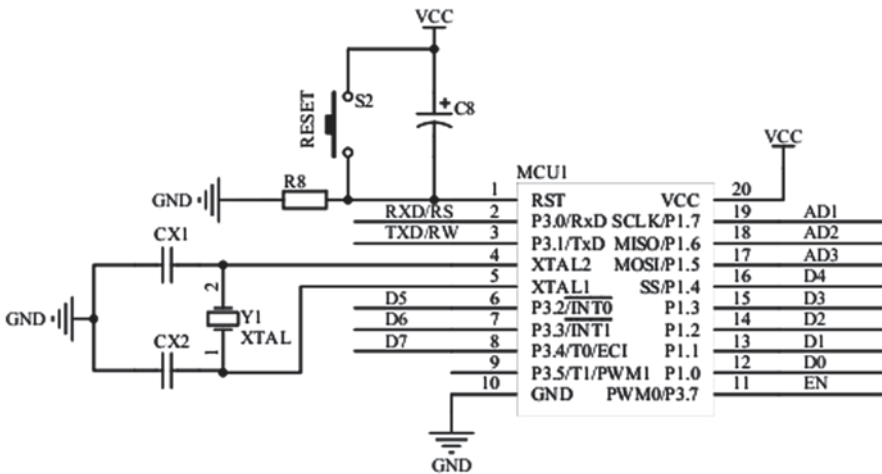 VCC
S2
RESET
+
C8
VCC
MCU1
GND
R8
1 RST VCC 20
RXD/RS 2 P3.0/RxD SCLK/P1.7 19 AD1
TXD/RW 3 P3.1/TxD MISO/P1.6 18 AD2
CX1
4 XTAL2 MOSI/P1.5 17 AD3
5 XTAL1 SS/P1.4 16 D4
2
GND
Y1
XTAL
D5 6 P3.2/INT0 P1.3 15 D3
D6 7 P3.3/INT1 P1.2 14 D2
CX2
1
D7 8 P3.4/T0/ECI P1.1 13 D1
9 P3.5/T1/PWM1 P1.0 12 D0
10 GND PWM0/P3.7 11 EN
GND